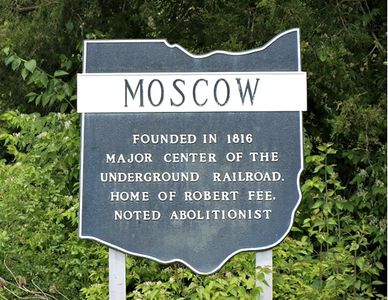 MOSCOW
FOUNDED IN 1816
MAJOR CENTER OF THE
UNDERGROUND RAILROAD.
HOME OF ROBERT FEE,
NOTED ABOLITIONIST